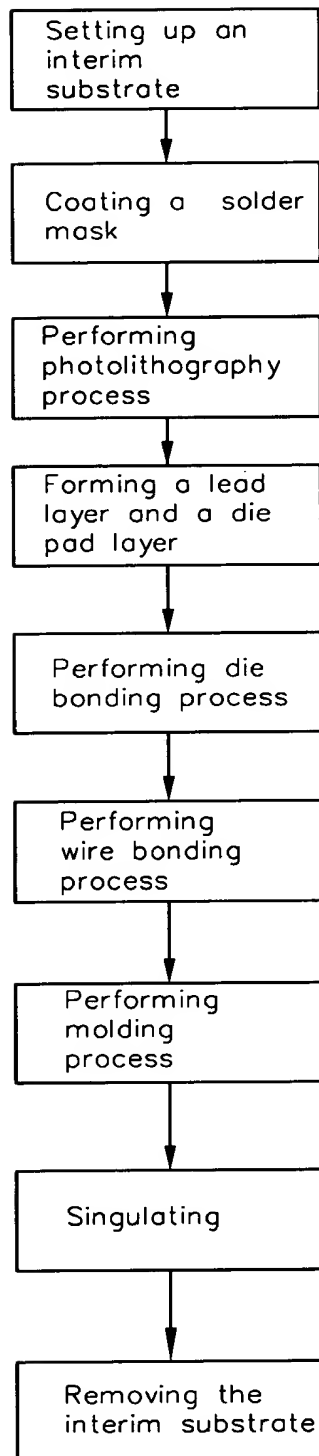 Setting up an
interim
substrate
Coating a solder
mask
Performing
photolithography
process
Forming a lead
layer and a die
pad layer
Performing die
bonding process
Performing
wire bonding
process
Performing
molding
process
Singulating
Removing the
interim substrate